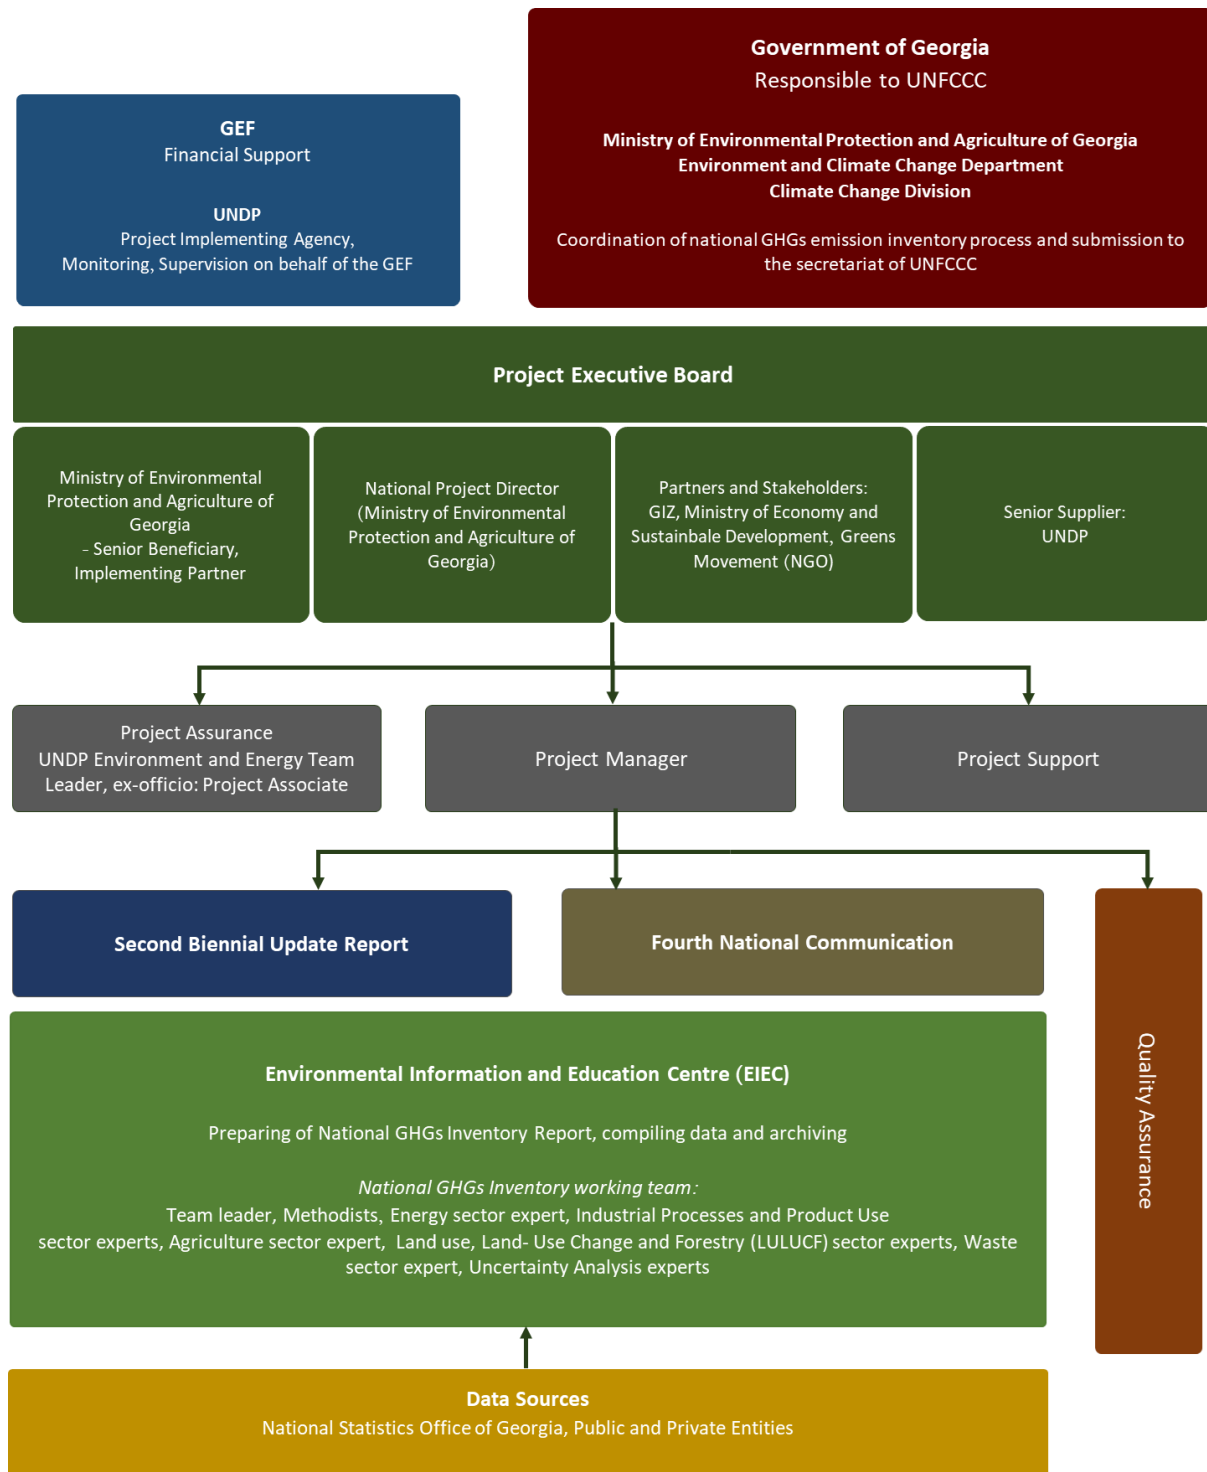 GEF
Financial Support
UNDP
Project Implementing Agency,
Monitoring, Supervision on behalf of the GEF
Government of Georgia
Responsible to UNFCCC
Ministry of Environmental Protection and Agriculture of Georgia
Environment and Climate Change Department
Climate Change Division
Coordination of national GHGs emission inventory process and submission to
the secretariat of UNFCCC
Project Executive Board
Ministry of Environmental
Protection and Agriculture of
Georgia
- Senior Beneficiary,
Implementing Partner
National Project Director
(Ministry of Environmental
Protection and Agriculture of
Georgia)
Partners and Stakeholders:
GIZ, Ministry of Economy and
Sustainbale Development, Greens
Movement (NGO)
Senior Supplier:
UNDP
Project Assurance
UNDP Environment and Energy Team
Leader, ex-officio: Project Associate
Project Manager
Project Support
Second Biennial Update Report
Fourth National Communication
Quality Assurance
Environmental Information and Education Centre (EIEC)
Preparing of National GHGs Inventory Report, compiling data and archiving
National GHGs Inventory working team:
Team leader, Methodists, Energy sector expert, Industrial Processes and Product Use
sector experts, Agriculture sector expert, Land use, Land- Use Change and Forestry (LULUCF) sector experts, Waste
sector expert, Uncertainty Analysis experts
Data Sources
National Statistics Office of Georgia, Public and Private Entities